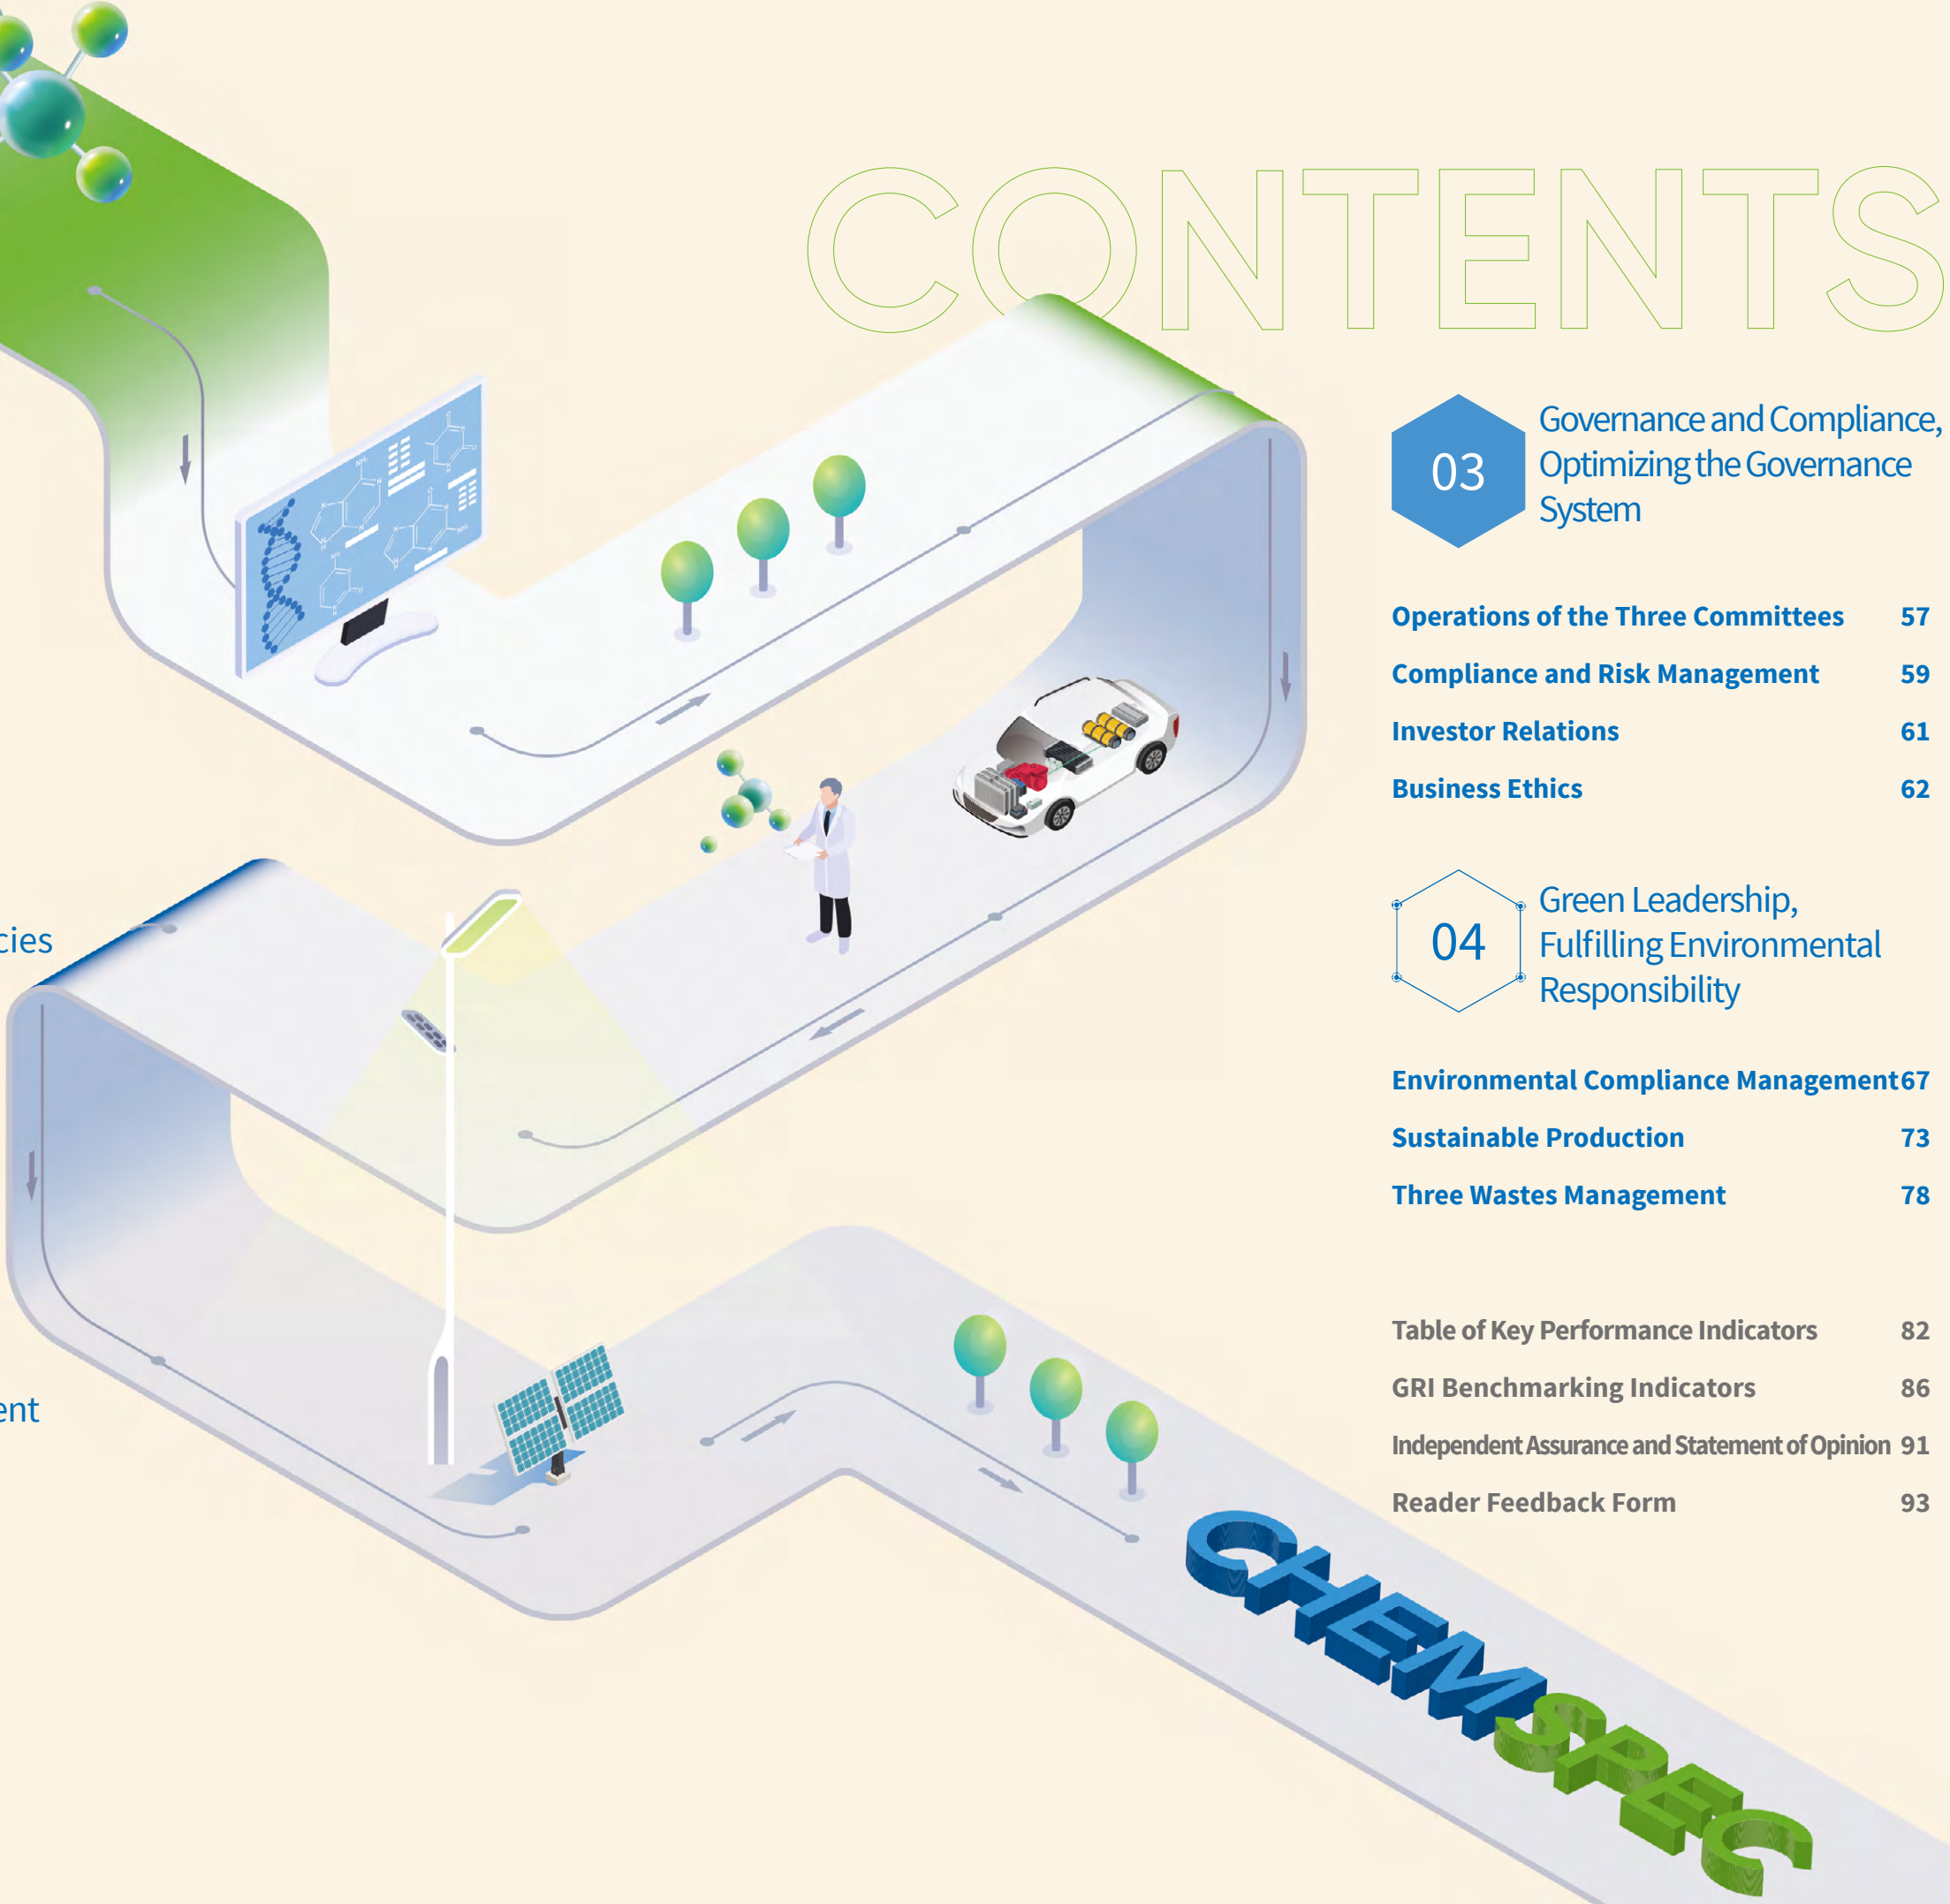 CONTENTS
03
Governance and Compliance,
Optimizing the Governance
System
Operations of the Three Committees 57
Compliance and Risk Management 59
Investor Relations 61
Business Ethics 62
04
Green Leadership,
Fulfilling Environmental
Responsibility
Environmental Compliance Management 67
Sustainable Production 73
Three Wastes Management 78
Table of Key Performance Indicators 82
GRI Benchmarking Indicators 86
Independent Assurance and Statement of Opinion 91
Reader Feedback Form 93
cies
ent
CHEMSPEC